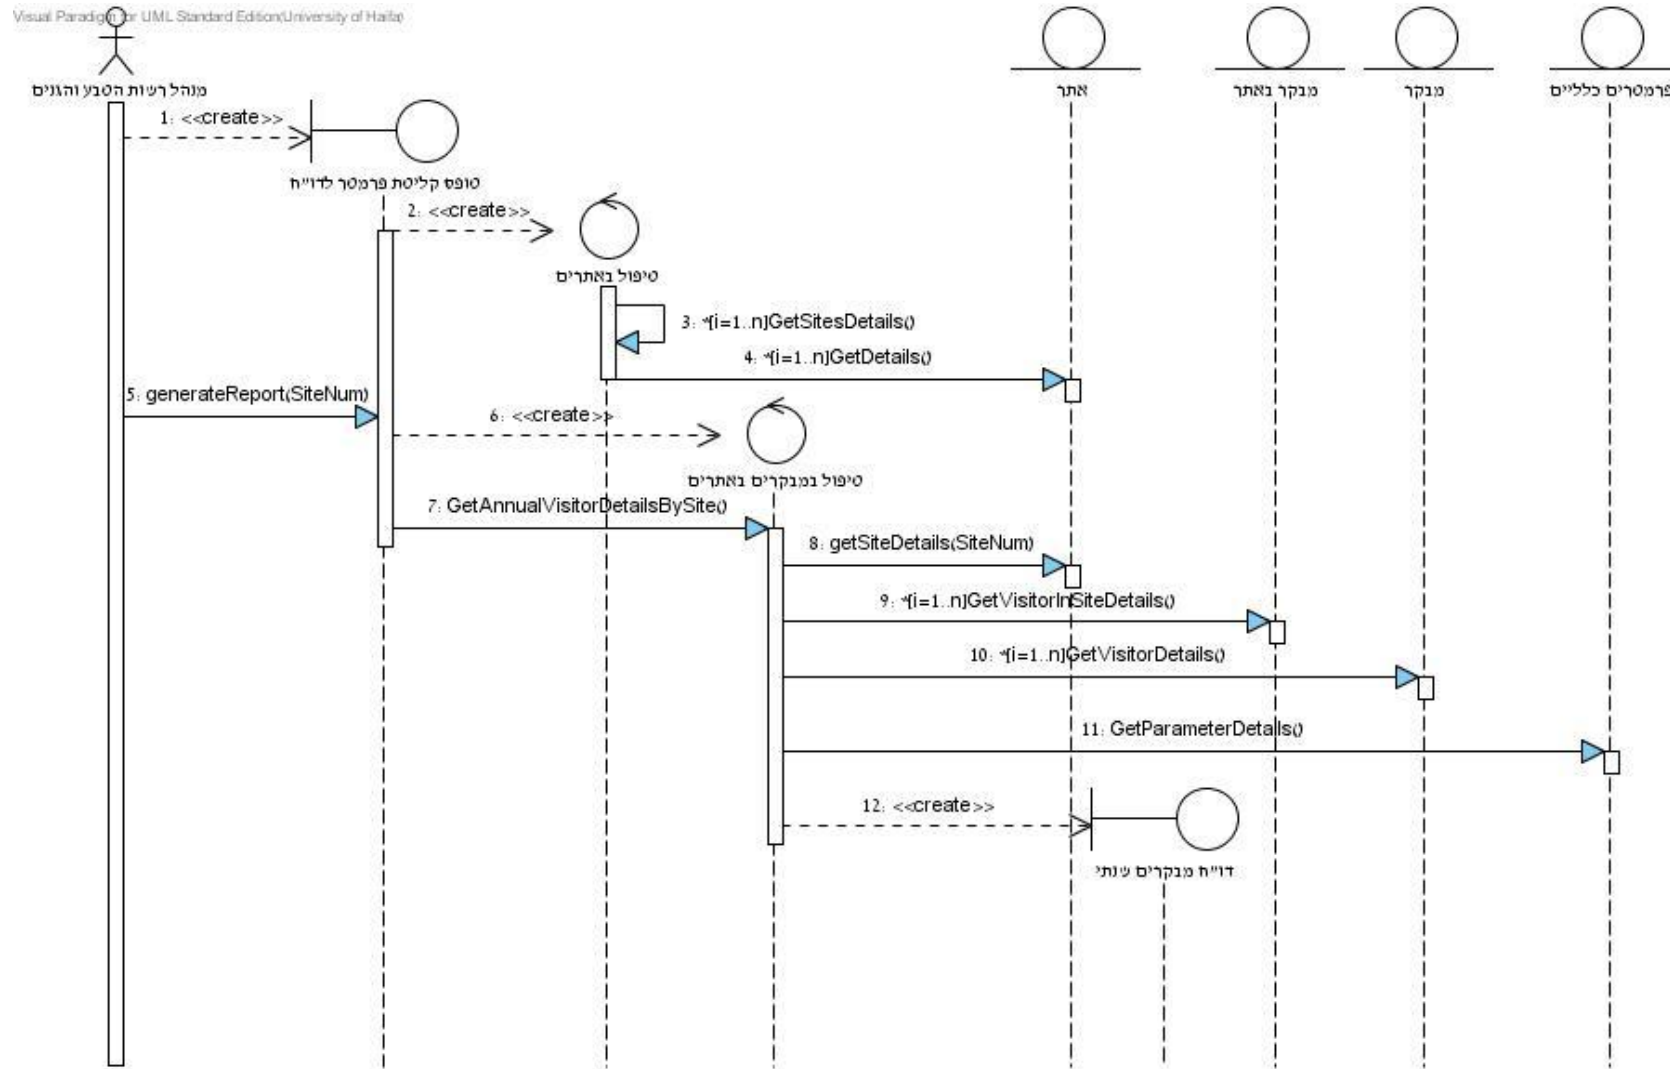 Visual Paradigm for UML Standard Edition(University of Haifa)
מנהל רשות הטבע והגנים
אתר
מבקר באתר
מבקר
פרמטרים כלליים
1: <<create>>
טופס קליטת פרמטר לדו"ח
2: <<create>>
טיפול באתרים
3: *[i=1..n]GetSitesDetails()
4: *[i=1..n]GetDetails()
5: generateReport(SiteNum)
6: <<create>>
טיפול במבקרים באתרים
7: GetAnnualVisitorDetailsBySite()
8: getSiteDetails(SiteNum)
9: *[i=1..n]GetVisitorInSiteDetails()
10: *[i=1..n]GetVisitorDetails()
11: GetParameterDetails()
12: <<create>>
דו"ח מבקרים שנתי